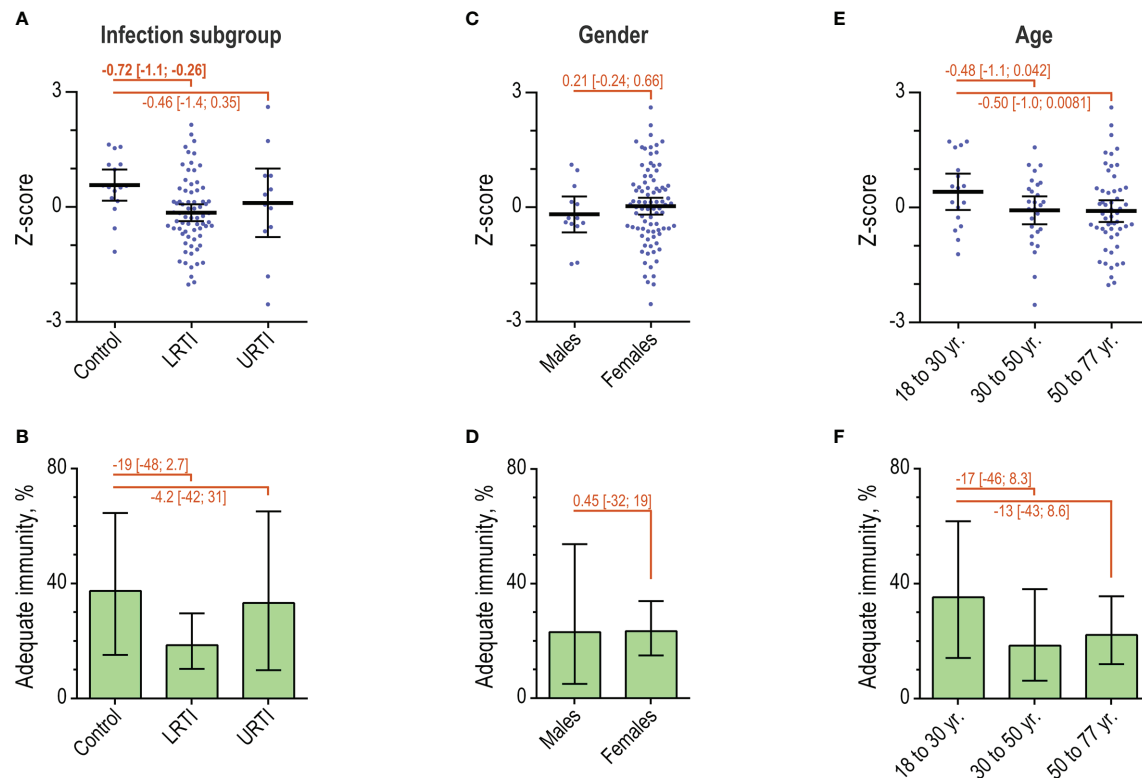 A
Infection subgroup
-0.72 [-1.1; -0.26]
-0.46 [-1.4; 0.35]
3
0
-3
Z-score
Control
LRTI
URTI
C
Gender
0.21 [-0.24; 0.66]
3
0
-3
Z-score
Males
Females
E
Age
-0.48 [-1.1; 0.042]
-0.50 [-1.0; 0.0081]
3
0
-3
Z-score
18 to 30 yr.
30 to 50 yr.
50 to 77 yr.
B
-19 [-48; 2.7]
-4.2 [-42; 31]
80
40
0
Adequate immunity, %
Control
LRTI
URTI
D
0.45 [-32; 19]
80
40
0
Adequate immunity, %
Males
Females
F
-17 [-46; 8.3]
-13 [-43; 8.6]
80
40
0
Adequate immunity, %
18 to 30 yr.
30 to 50 yr.
50 to 77 yr.